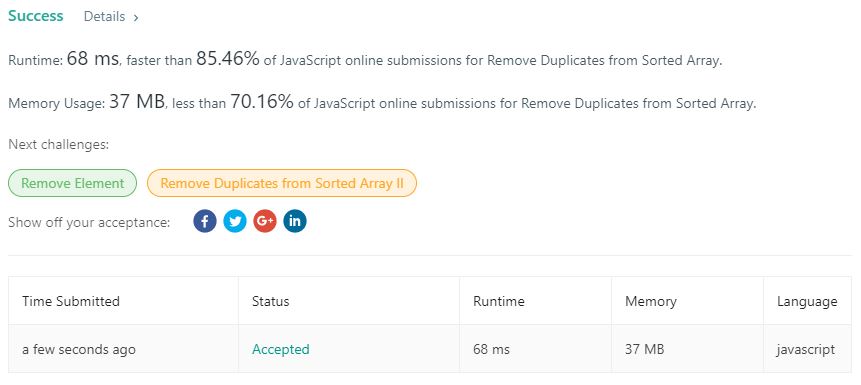 Success Details >
Runtime: 68 ms, faster than 85.46% of JavaScript online submissions for Remove Duplicates from Sorted Array.
Memory Usage: 37 MB, less than 70.16% of JavaScript online submissions for Remove Duplicates from Sorted Array.
Next challenges:
Remove Element Remove Duplicates from Sorted Array II
Show off your acceptance: f G+ in
Time Submitted Status Runtime Memory Language
a few seconds ago Accepted 68 ms 37 MB javascript